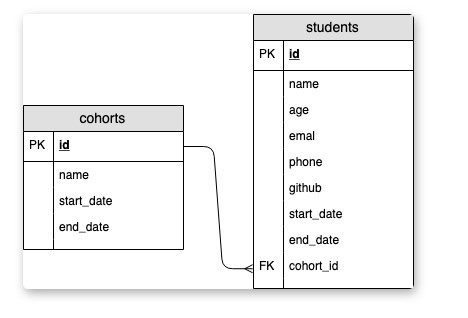 cohorts
PK id
name
start_date
end_date
students
PK id
name
age
emal
phone
github
start_date
end_date
FK cohort_id